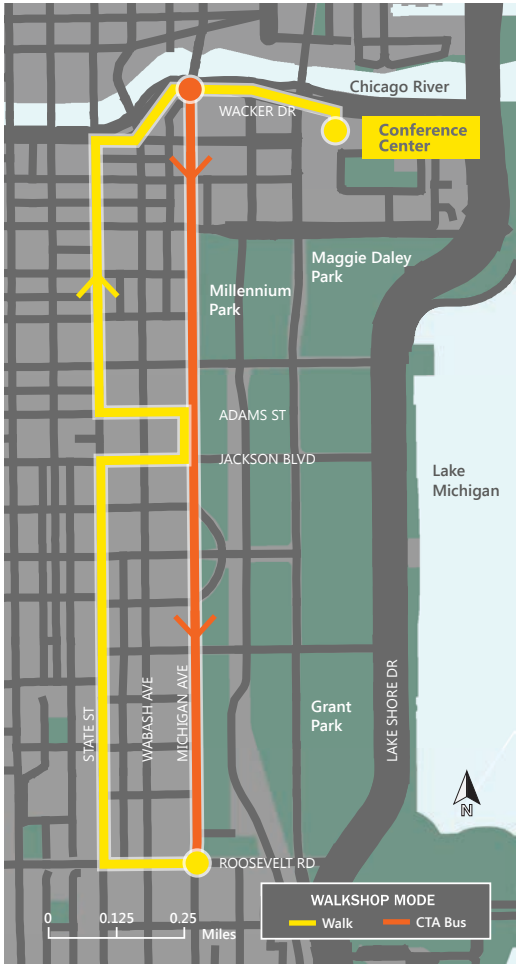 Chicago River
WACKER DR
Conference
Center
Maggie Daley
Park
Millennium
Park
ADAMS ST
JACKSON BLVD
Lake
Michigan
STATE ST
WABASH AVE
MICHIGAN AVE
LAKE SHORE DR
Grant
Park
N
ROOSEVELT RD
WALKSHOP MODE
Walk
CTA Bus
0 0.125 0.25
Miles